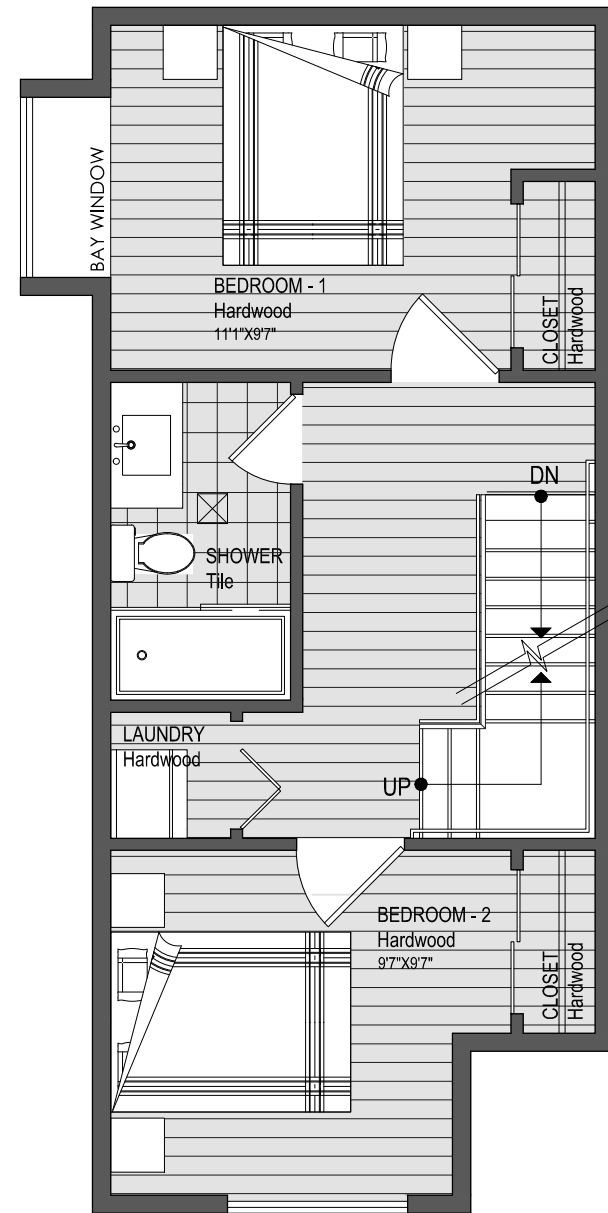 BAY WINDOW
BEDROOM - 1
Hardwood
11'1"X9'7"
CLOSET
Hardwood
DN
SHOWER
Tile
LAUNDRY
Hardwood
UP
BEDROOM - 2
Hardwood
9'7"X9'7"
CLOSET
Hardwood